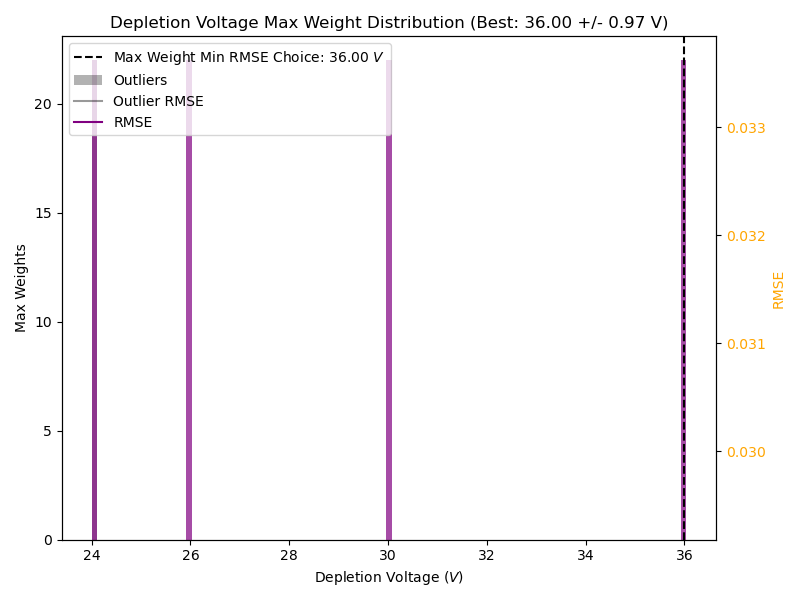 Depletion Voltage Max Weight Distribution (Best: 36.00 +/- 0.97 V)
Max Weight Min RMSE Choice: 36.00 V
Outliers
Outlier RMSE
RMSE
20
15
10
5
0
Max Weights
0.033
0.032
0.031
0.030
RMSE
24 26 28 30 32 34 36
Depletion Voltage (V)